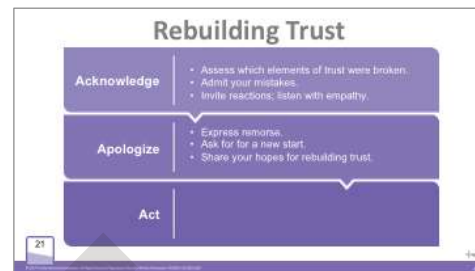 Rebuilding Trust
Acknowledge
• Assess which elements of trust were broken.
• Admit your mistakes.
• Invite reactions; listen with empathy.
Apologize
• Express remorse.
• Ask for for a new start.
• Share your hopes for rebuilding trust.
Act
21